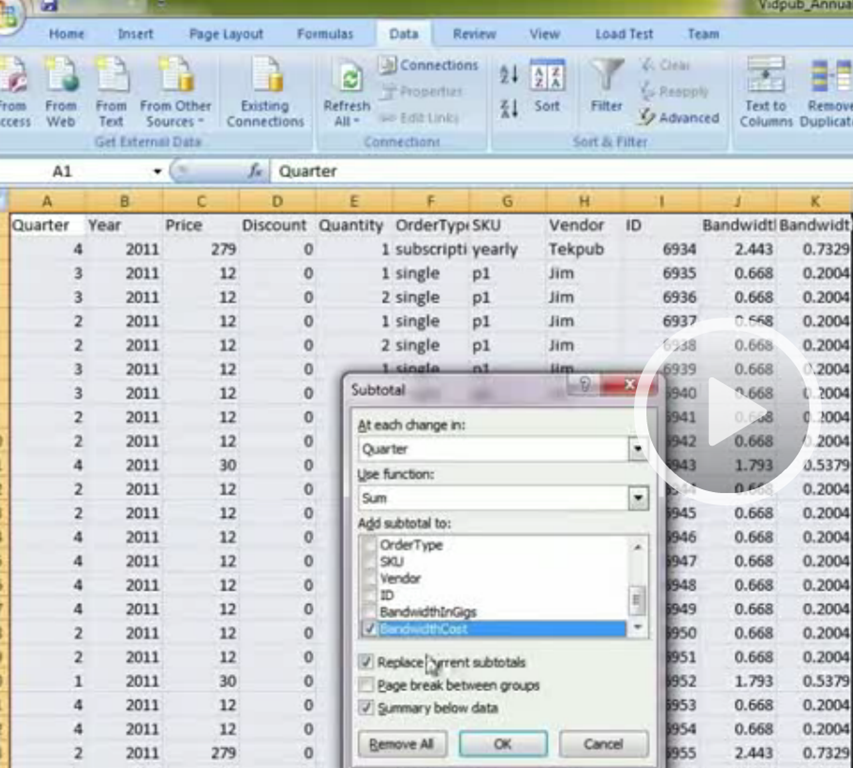 Vidpub_Annua
Home Insert Page Layout Formulas Data Review View Load Test Team
From Access From Web From Text From Other Sources Existing Connections Refresh All Connections Properties Edit Links Sort Filter Clear Reapply Advanced Text to Columns Remove Duplicat
Get External Data Connections Sort & Filter
A1 fx Quarter
A B C D E F G H I J K
Quarter Year Price Discount Quantity OrderType SKU Vendor ID Bandwidth Bandwidt
4 2011 279 0 1 subscripti yearly Tekpub 6934 2.443 0.7329
3 2011 12 0 1 single p1 Jim 6935 0.668 0.2004
3 2011 12 0 2 single p1 Jim 6936 0.668 0.2004
2 2011 12 0 1 single p1 Jim 6937 0.668 0.2004
2 2011 12 0 2 single p1 Jim 6938 0.668 0.2004
3 2011 12 0 1 single p1 Jim 6939 0.668 0.2004
3 2011 12 0 6940 0.668 0.2004
2 2011 12 0 6941 0.668 0.2004
2 2011 12 0 6942 0.668 0.2004
4 2011 30 0 6943 1.793 0.5379
2 2011 12 0 6944 0.668 0.2004
2 2011 12 0 6945 0.668 0.2004
4 2011 12 0 6946 0.668 0.2004
4 2011 12 0 6947 0.668 0.2004
4 2011 12 0 6948 0.668 0.2004
4 2011 12 0 6949 0.668 0.2004
2 2011 12 0 6950 0.668 0.2004
2 2011 12 0 6951 0.668 0.2004
1 2011 30 0 6952 1.793 0.5379
4 2011 12 0 6953 0.668 0.2004
4 2011 12 0 6954 0.668 0.2004
2 2011 279 0 6955 2.443 0.7329
Subtotal
At each change in:
Quarter
Use function:
Sum
Add subtotal to:
OrderType
SKU
Vendor
ID
BandwidthInGigs
BandwidthCost
Replace current subtotals
Page break between groups
Summary below data
Remove All OK Cancel